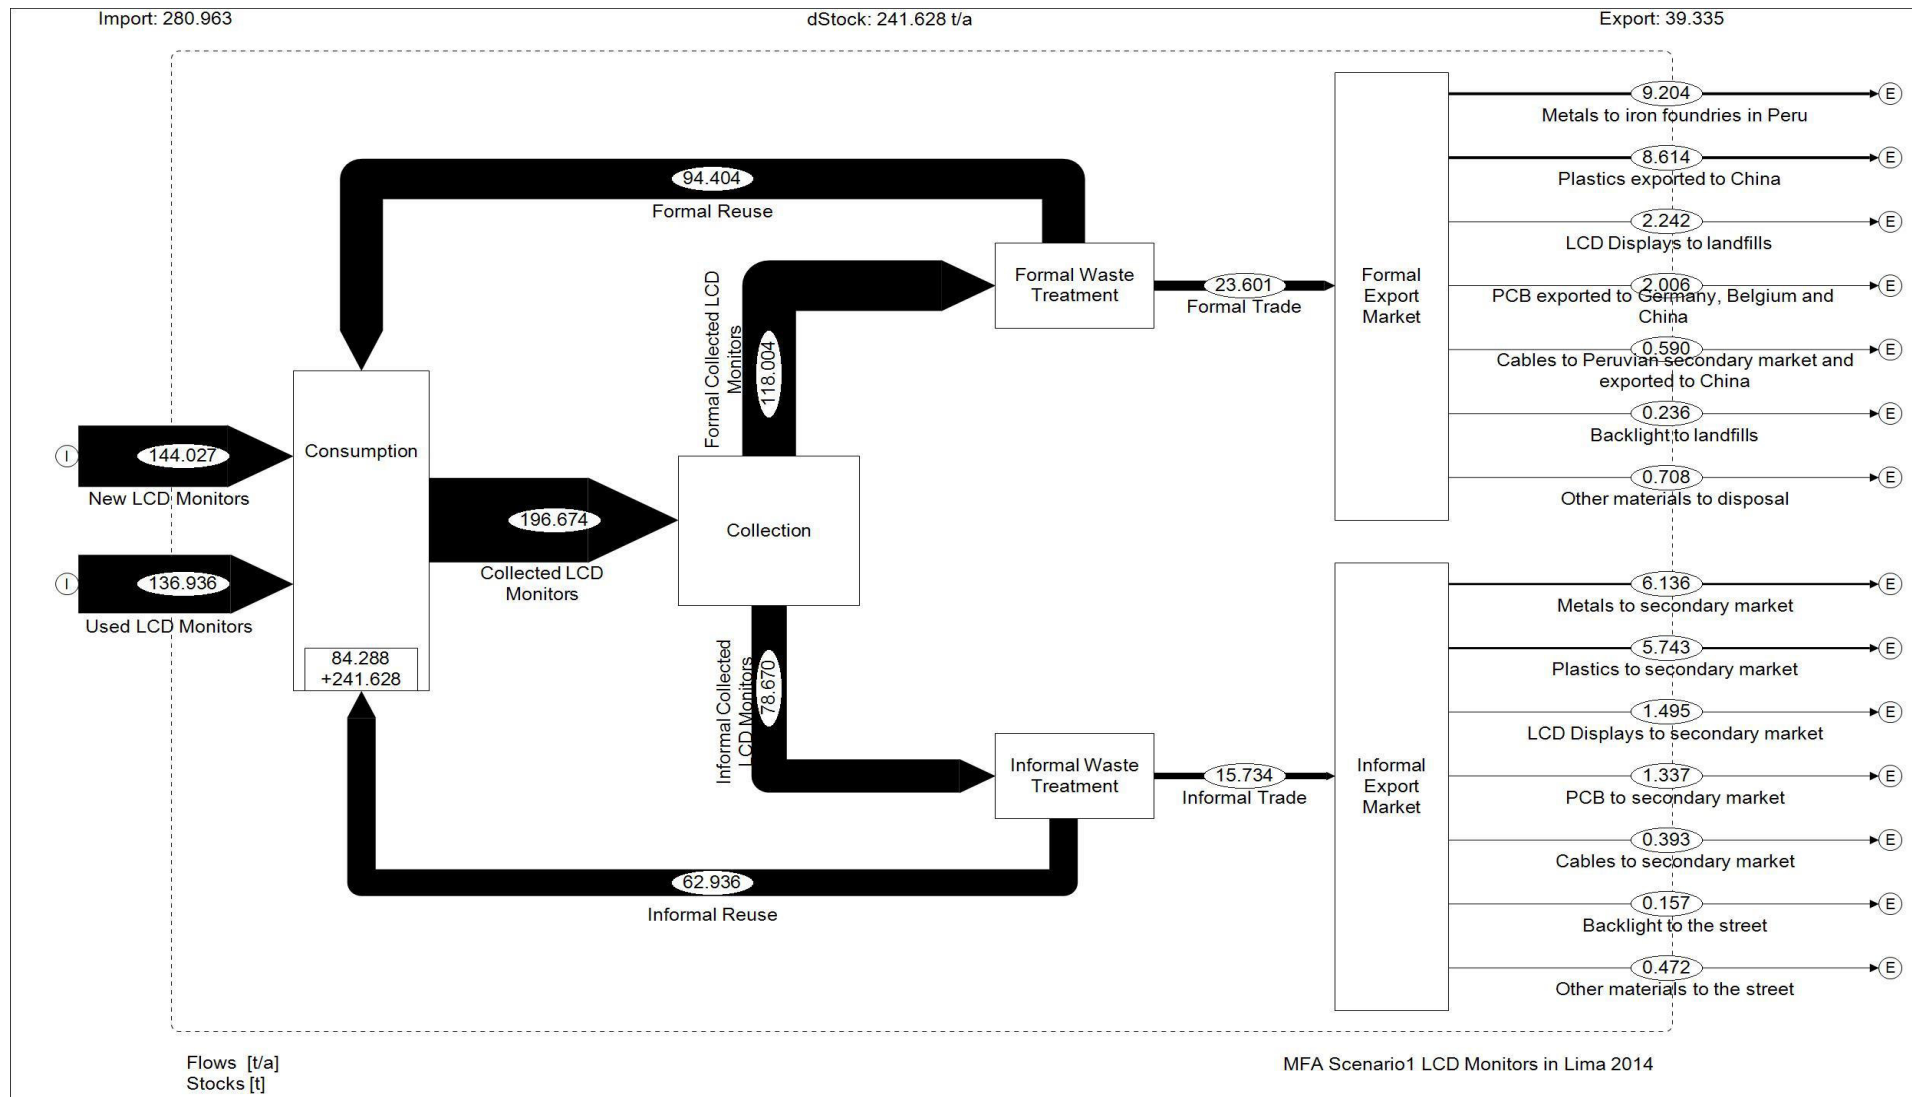 Import: 280.963
dStock: 241.628 t/a
Export: 39.335
9.204
E
Metals to iron foundries in Peru
8.614
E
Plastics exported to China
94.404
Formal Reuse
2.242
E
LCD Displays to landfills
Formal Collected LCD
Monitors
118.004
Formal Waste
Treatment
23.601
Formal Trade
Formal
Export
Market
2.006
E
PCB exported to Germany, Belgium and
China
0.590
E
Cables to Peruvian secondary market and
exported to China
0.236
E
Backlight to landfills
0.708
E
Other materials to disposal
I
144.027
New LCD Monitors
Consumption
196.674
Collected LCD
Monitors
Collection
I
136.936
Used LCD Monitors
84.288
+241.628
Informal Collected
LCD Monitors
78.670
Informal Waste
Treatment
15.734
Informal Trade
Informal
Export
Market
6.136
E
Metals to secondary market
5.743
E
Plastics to secondary market
1.495
E
LCD Displays to secondary market
1.337
E
PCB to secondary market
0.393
E
Cables to secondary market
62.936
Informal Reuse
0.157
E
Backlight to the street
0.472
E
Other materials to the street
Flows [t/a]
Stocks [t]
MFA Scenario1 LCD Monitors in Lima 2014